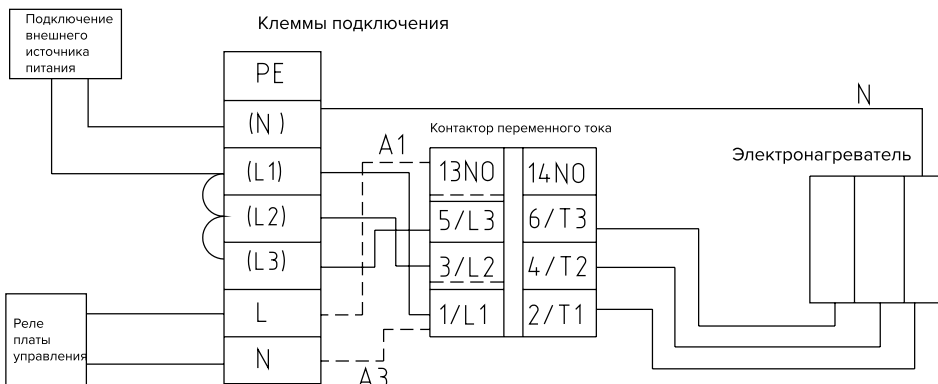 Подключение
внешнего
источника
питания
Клеммы подключения
PE
(N)
(L1)
(L2)
(L3)
L
N
Реле
платы
управления
A1
A3
Контактор переменного тока
13NO 14NO
5/L3 6/T3
3/L2 4/T2
1/L1 2/T1
N
Электронагреватель